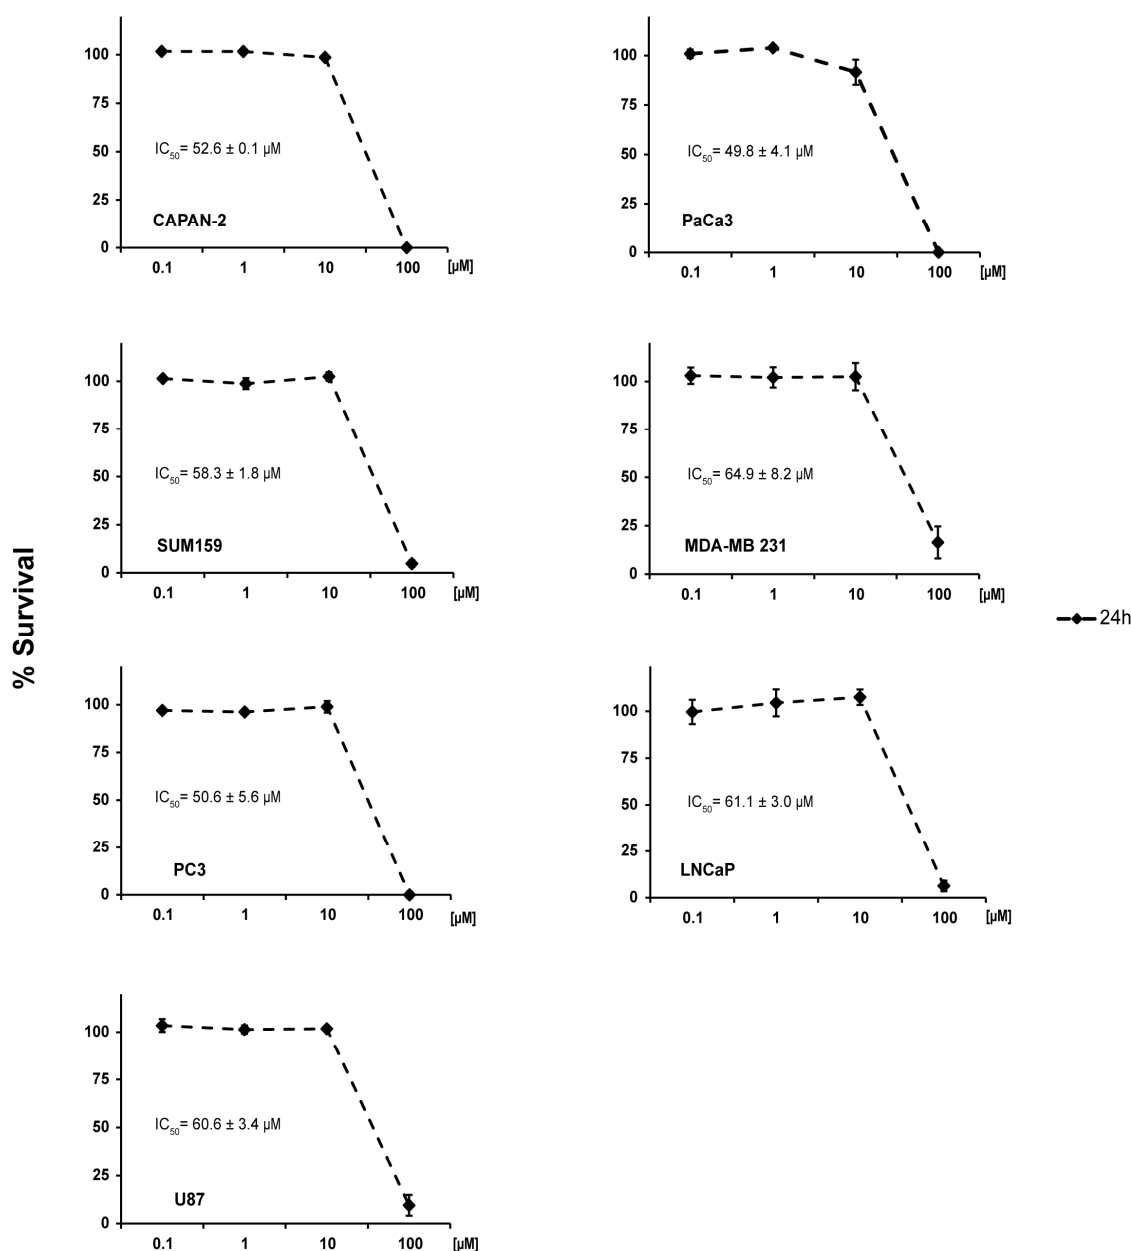 % Survival
100
75
50
25
0
IC50= 52.6 ± 0.1 µM
CAPAN-2
0.1 1 10 100 [µM]
100
75
50
25
0
IC50= 49.8 ± 4.1 µM
PaCa3
0.1 1 10 100 [µM]
100
75
50
25
0
IC50= 58.3 ± 1.8 µM
SUM159
0.1 1 10 100 [µM]
100
75
50
25
0
IC50= 64.9 ± 8.2 µM
MDA-MB 231
0.1 1 10 100 [µM]
24h
100
75
50
25
0
IC50= 50.6 ± 5.6 µM
PC3
0.1 1 10 100 [µM]
100
75
50
25
0
IC50= 61.1 ± 3.0 µM
LNCaP
0.1 1 10 100 [µM]
100
75
50
25
0
IC50= 60.6 ± 3.4 µM
U87
0.1 1 10 100 [µM]